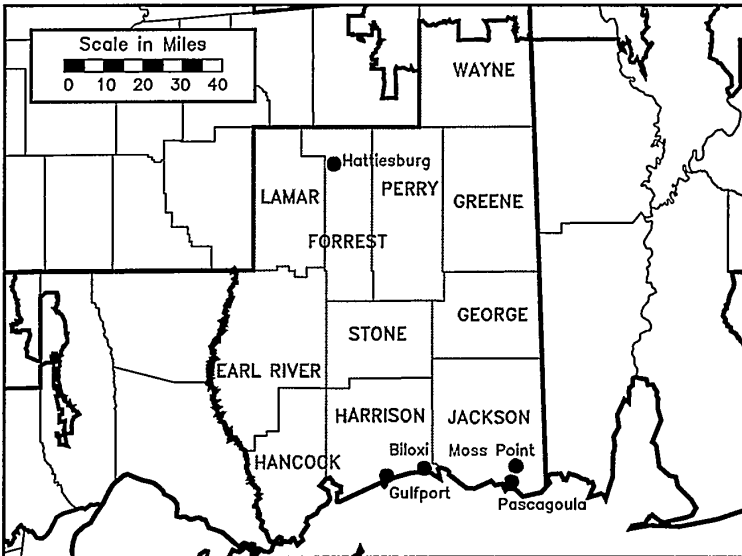 Scale in Miles
0 10 20 30 40
WAYNE
Hattiesburg
LAMAR
PERRY
GREENE
FORREST
GEORGE
STONE
EARL RIVER
HARRISON
JACKSON
Biloxi
Moss Point
HANCOCK
Gulfport
Pascagoula